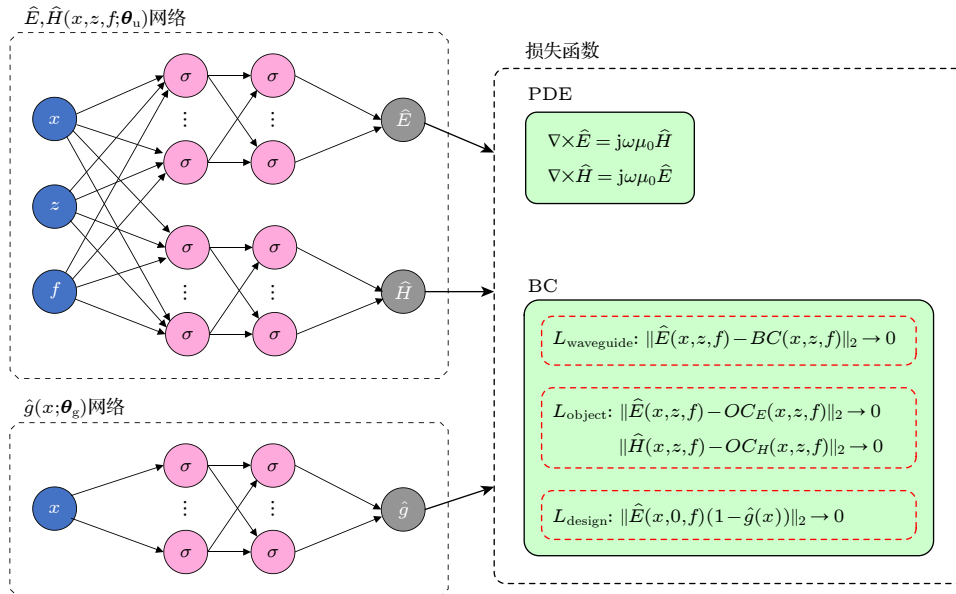 Ê,Ĥ(x,z,f;θ_u)网络
x
z
f
σ
σ
⋮
⋮
σ
σ
σ
σ
⋮
⋮
σ
σ
Ê
Ĥ
ĝ(x;θ_g)网络
x
σ
σ
⋮
⋮
σ
σ
ĝ
损失函数
PDE
∇×Ê=jωμ₀Ĥ
∇×Ĥ=jωμ₀Ê
BC
L_waveguide: ‖Ê(x,z,f)−BC(x,z,f)‖₂→0
L_object: ‖Ê(x,z,f)−OC_E(x,z,f)‖₂→0
‖Ĥ(x,z,f)−OC_H(x,z,f)‖₂→0
L_design: ‖Ê(x,0,f)(1−ĝ(x))‖₂→0